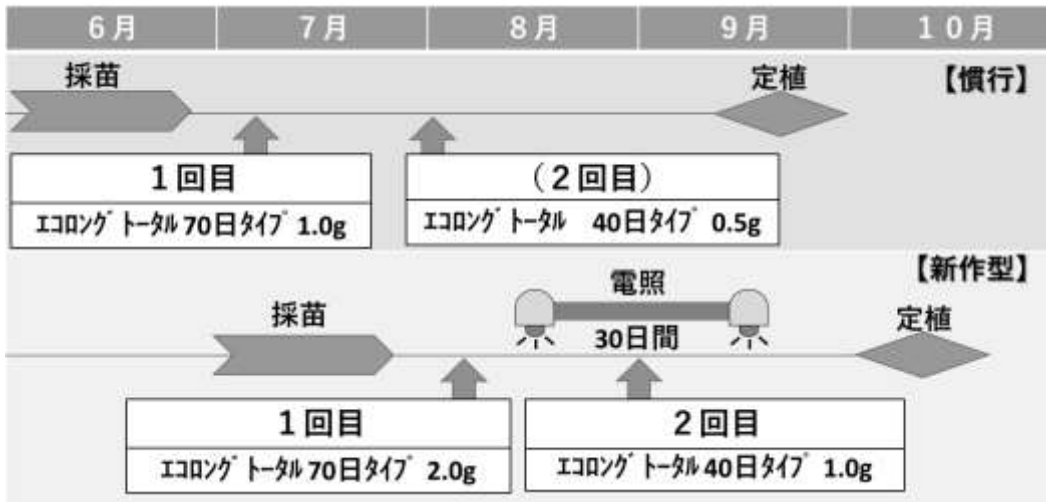 6月 7月 8月 9月 10月
採苗 定植 【慣行】
1回目 (2回目)
ｴｺﾛﾝｸﾞﾄｰﾀﾙ70日ﾀｲﾌﾟ 1.0g ｴｺﾛﾝｸﾞﾄｰﾀﾙ 40日ﾀｲﾌﾟ 0.5g
【新作型】
電照
採苗 30日間 定植
1回目 2回目
ｴｺﾛﾝｸﾞﾄｰﾀﾙ70日ﾀｲﾌﾟ 2.0g ｴｺﾛﾝｸﾞﾄｰﾀﾙ40日ﾀｲﾌﾟ 1.0g